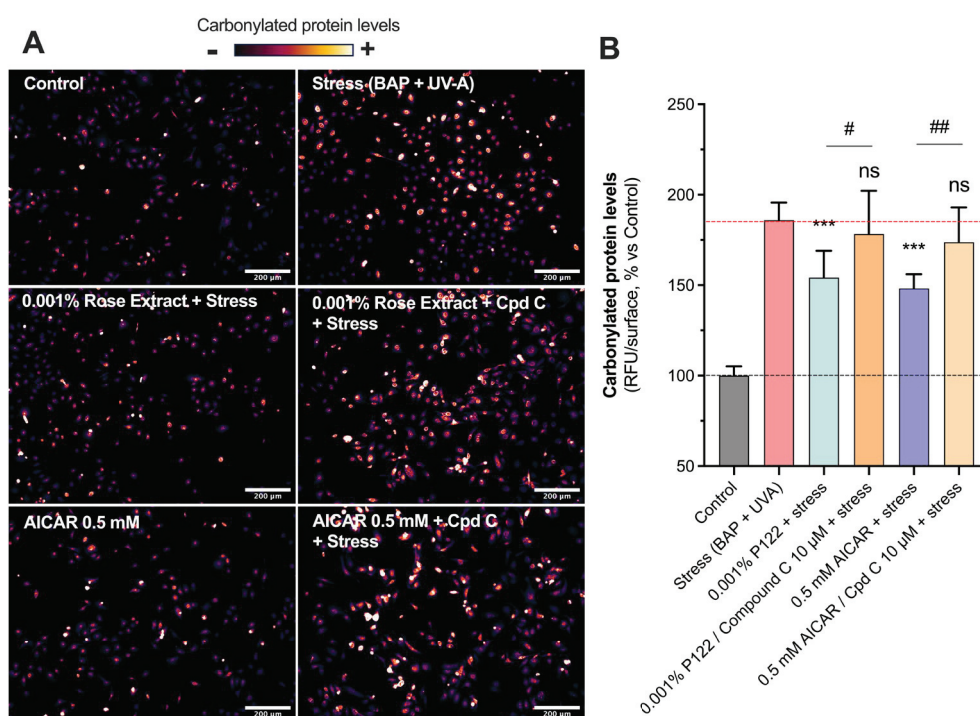 A
Carbonylated protein levels
- +
Control
Stress (BAP + UV-A)
200 µm
200 µm
0.001% Rose Extract + Stress
0.001% Rose Extract + Cpd C
+ Stress
200 µm
200 µm
AICAR 0.5 mM
AICAR 0.5 mM + Cpd C
+ Stress
200 µm
200 µm
B
Carbonylated protein levels
(RFU/surface, % vs Control)
250
200
150
100
50
#
##
ns
ns
***
***
Control
Stress (BAP + UVA)
0.001% P122 + stress
0.001% P122 / Compound C 10 µM + stress
0.5 mM AICAR + stress
0.5 mM AICAR / Cpd C 10 µM + stress